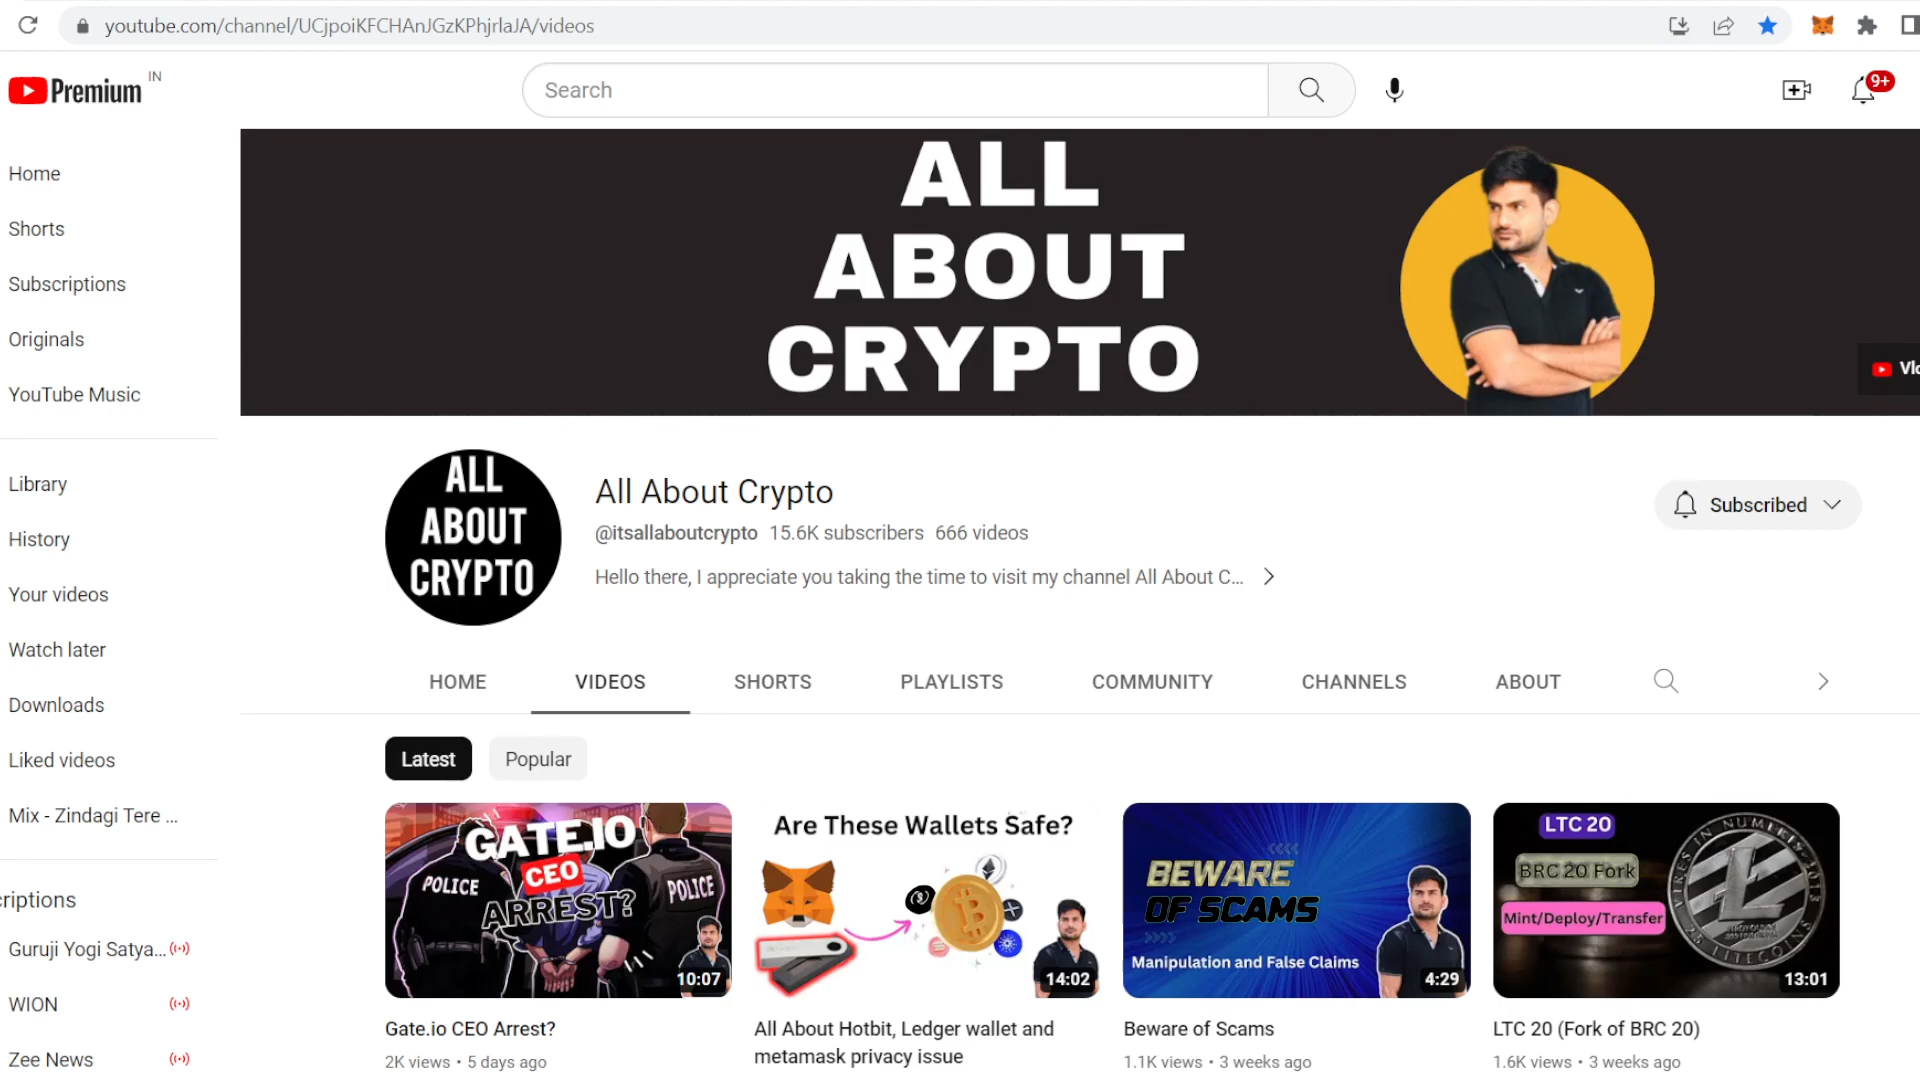 youtube.com/channel/UCjpoiKFCHAnJGzKPhjrlaJA/videos
Premium IN
Search
9+
Home
Shorts
Subscriptions
Originals
YouTube Music
Library
History
Your videos
Watch later
Downloads
Liked videos
Mix - Zindagi Tere ...
criptions
Guruji Yogi Satya...
WION
Zee News
ALL
ABOUT
CRYPTO
Vlo
ALL
ABOUT
CRYPTO
All About Crypto
@itsallaboutcrypto 15.6K subscribers 666 videos
Hello there, I appreciate you taking the time to visit my channel All About C...
Subscribed
HOME VIDEOS SHORTS PLAYLISTS COMMUNITY CHANNELS ABOUT
Latest Popular
GATE.IO
CEO
ARREST?
POLICE
POLICE
10:07
Gate.io CEO Arrest?
2K views • 5 days ago
Are These Wallets Safe?
14:02
All About Hotbit, Ledger wallet and
metamask privacy issue
BEWARE
OF SCAMS
Manipulation and False Claims
4:29
Beware of Scams
1.1K views • 3 weeks ago
LTC 20
BRC 20 Fork
Mint/Deploy/Transfer
VIRES IN NUMERIS 2013
25 LITECOINS
13:01
LTC 20 (Fork of BRC 20)
1.6K views • 3 weeks ago